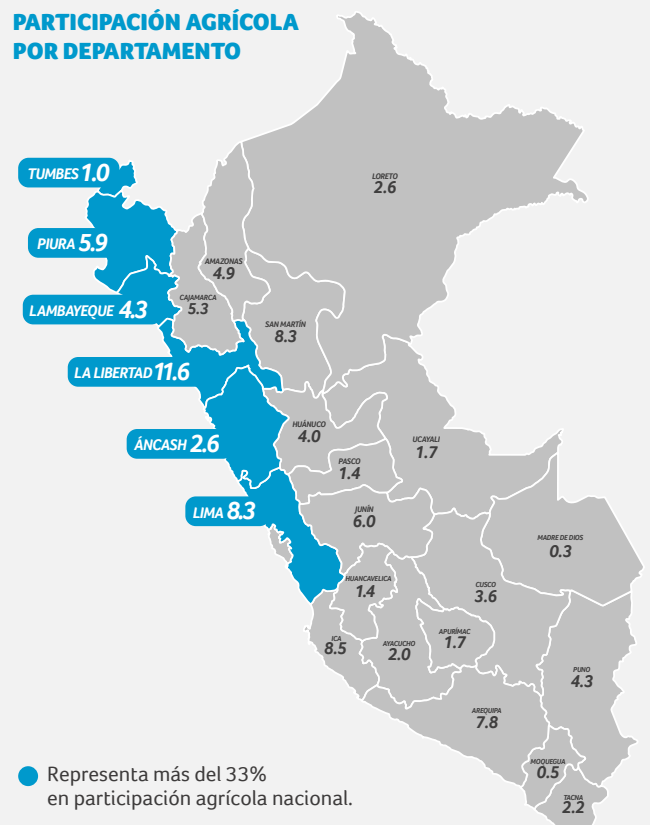 PARTICIPACIÓN AGRÍCOLA
POR DEPARTAMENTO
LORETO
2.6
TUMBES 1.0
PIURA 5.9
AMAZONAS
4.9
CAJAMARCA
5.3
LAMBAYEQUE 4.3
SAN MARTÍN
8.3
LA LIBERTAD 11.6
HUÁNUCO
4.0
UCAYALI
1.7
ÁNCASH 2.6
PASCO
1.4
LIMA 8.3
JUNÍN
6.0
MADRE DE DIOS
0.3
HUANCAVELICA
1.4
CUSCO
3.6
ICA
8.5
AYACUCHO
2.0
APURÍMAC
1.7
PUNO
4.3
AREQUIPA
7.8
MOQUEGUA
0.5
TACNA
2.2
Representa más del 33%
en participación agrícola nacional.